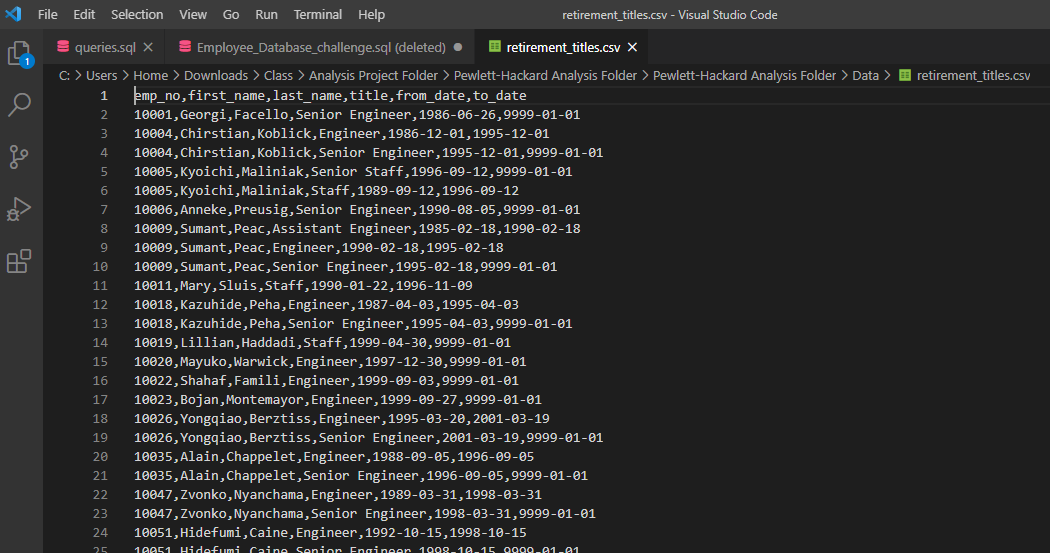 File Edit Selection View Go Run Terminal Help retirement_titles.csv - Visual Studio Code
queries.sql Employee_Database_challenge.sql (deleted) retirement_titles.csv
1
C: > Users > Home > Downloads > Class > Analysis Project Folder > Pewlett-Hackard Analysis Folder > Pewlett-Hackard Analysis Folder > Data > retirement_titles.csv
1 emp_no,first_name,last_name,title,from_date,to_date
2 10001,Georgi,Facello,Senior Engineer,1986-06-26,9999-01-01
3 10004,Chirstian,Koblick,Engineer,1986-12-01,1995-12-01
4 10004,Chirstian,Koblick,Senior Engineer,1995-12-01,9999-01-01
5 10005,Kyoichi,Maliniak,Senior Staff,1996-09-12,9999-01-01
6 10005,Kyoichi,Maliniak,Staff,1989-09-12,1996-09-12
7 10006,Anneke,Preusig,Senior Engineer,1990-08-05,9999-01-01
8 10009,Sumant,Peac,Assistant Engineer,1985-02-18,1990-02-18
9 10009,Sumant,Peac,Engineer,1990-02-18,1995-02-18
10 10009,Sumant,Peac,Senior Engineer,1995-02-18,9999-01-01
11 10011,Mary,Sluis,Staff,1990-01-22,1996-11-09
12 10018,Kazuhide,Peha,Engineer,1987-04-03,1995-04-03
13 10018,Kazuhide,Peha,Senior Engineer,1995-04-03,9999-01-01
14 10019,Lillian,Haddadi,Staff,1999-04-30,9999-01-01
15 10020,Mayuko,Warwick,Engineer,1997-12-30,9999-01-01
16 10022,Shahaf,Famili,Engineer,1999-09-03,9999-01-01
17 10023,Bojan,Montemayor,Engineer,1999-09-27,9999-01-01
18 10026,Yongqiao,Berztiss,Engineer,1995-03-20,2001-03-19
19 10026,Yongqiao,Berztiss,Senior Engineer,2001-03-19,9999-01-01
20 10035,Alain,Chappelet,Engineer,1988-09-05,1996-09-05
21 10035,Alain,Chappelet,Senior Engineer,1996-09-05,9999-01-01
22 10047,Zvonko,Nyanchama,Engineer,1989-03-31,1998-03-31
23 10047,Zvonko,Nyanchama,Senior Engineer,1998-03-31,9999-01-01
24 10051,Hidefumi,Caine,Engineer,1992-10-15,1998-10-15
25 10051,Hidefumi,Caine,Senior Engineer,1998-10-15,9999-01-01